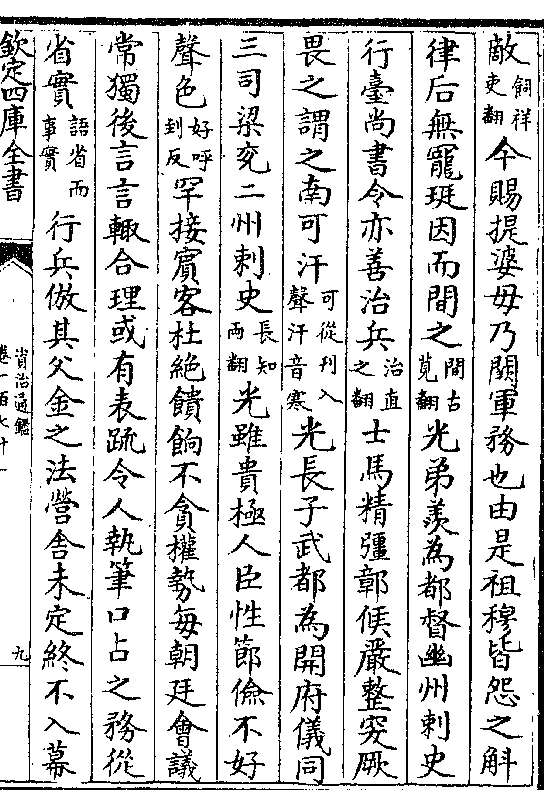 敵飼祥吏翻今賜提婆毋乃闕軍務也由是祖穆皆怨之斛
律后無寵珽因而間之間古莧翻光弟羨為都督幽州刺史
行臺尚書令亦善治兵治直之翻士馬精彊鄣候嚴整突厥
畏之謂之南可汗可從刋入聲汗音寒光長子武都為開府儀同
三司梁兗二州刺史長知兩翻光雖貴極人臣性節儉不好
聲色好呼到反罕接賓客杜絶饋餉不貪權勢每朝廷會議
常獨後言言輙合理或有表疏令人執筆口占之務從
省實語省而事實行兵倣其父金之法營舍未定終不入幕
欽定四庫全書
資治通鑑
卷一百七十一
九